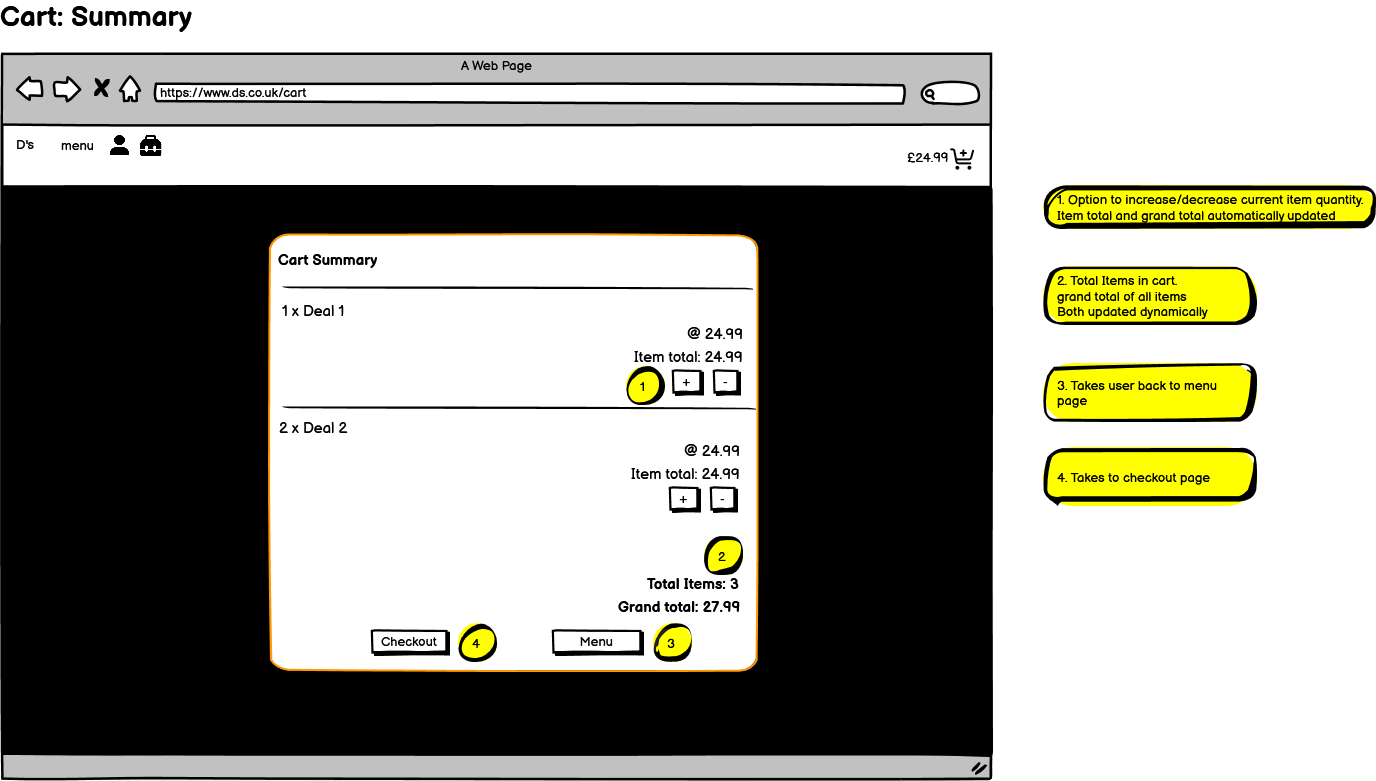 Cart: Summary
A Web Page
https://www.ds.co.uk/cart
D's menu
£24.99
Cart Summary
1 x Deal 1
@ 24.99
Item total: 24.99
1 + -
2 x Deal 2
@ 24.99
Item total: 24.99
+ -
2
Total Items: 3
Grand total: 27.99
Checkout 4 Menu 3
1. Option to increase/decrease current item quantity.
Item total and grand total automatically updated
2. Total Items in cart.
grand total of all items
Both updated dynamically
3. Takes user back to menu
page
4. Takes to checkout page